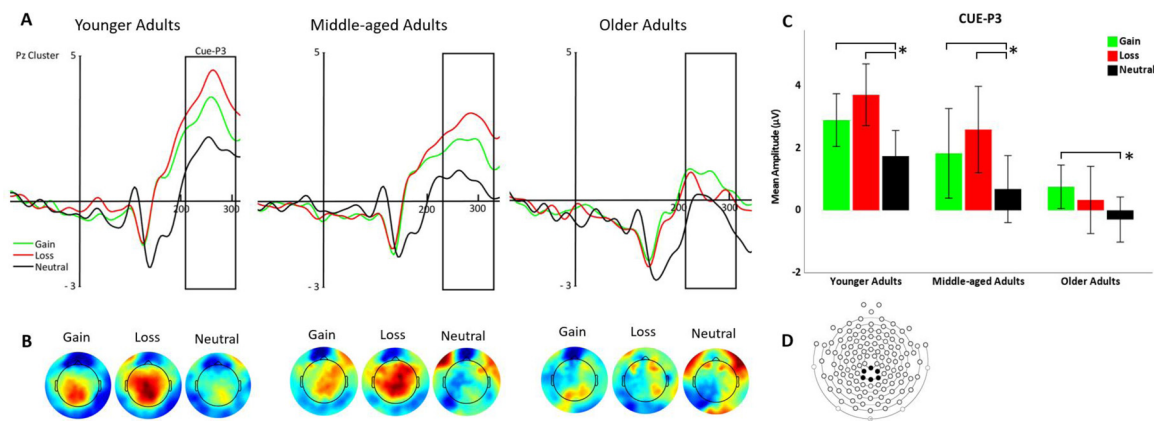 A
Younger Adults
Middle-aged Adults
Older Adults
Pz Cluster
5
Cue-P3
5
5
200
300
200
300
200
300
Gain
Loss
Neutral
- 3
- 3
- 3
B
Gain
Loss
Neutral
Gain
Loss
Neutral
Gain
Loss
Neutral
C
CUE-P3
Gain
Loss
Neutral
*
*
*
Mean Amplitude (μV)
4
2
0
-2
Younger Adults
Middle-aged Adults
Older Adults
D